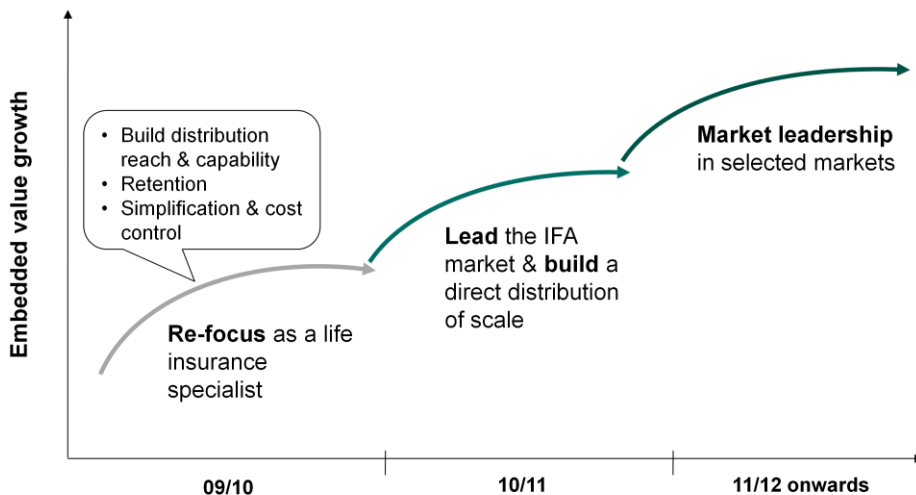 Embedded value growth
• Build distribution
reach & capability
• Retention
• Simplification & cost
control
Re-focus as a life
insurance
specialist
Lead the IFA
market & build a
direct distribution
of scale
Market leadership
in selected markets
09/10
10/11
11/12 onwards